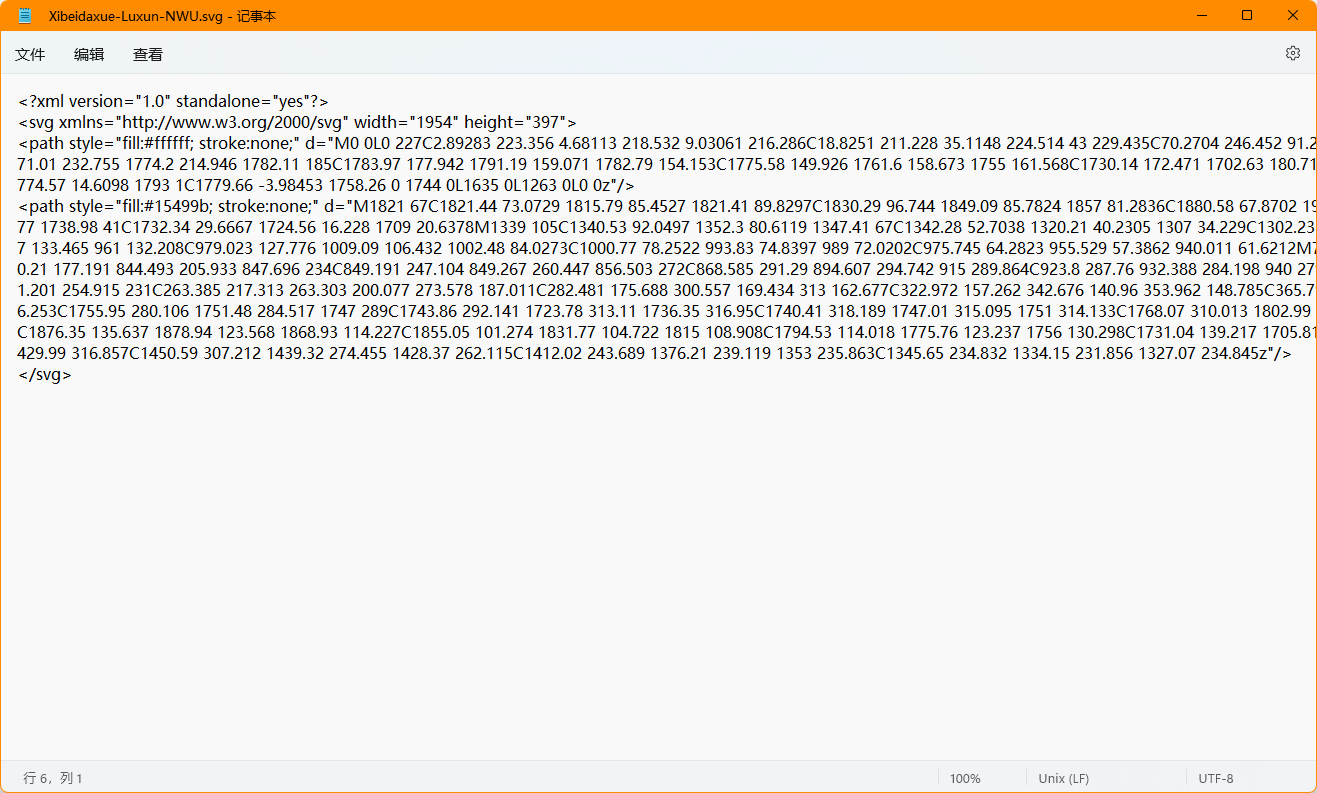 Xibeidaxue-Luxun-NWU.svg - 记事本
文件 编辑 查看
<?xml version="1.0" standalone="yes"?>
<svg xmlns="http://www.w3.org/2000/svg" width="1954" height="397">
<path style="fill:#ffffff; stroke:none;" d="M0 0L0 227C2.89283 223.356 4.68113 218.532 9.03061 216.286C18.8251 211.228 35.1148 224.514 43 229.435C70.2704 246.452 91.2
71.01 232.755 1774.2 214.946 1782.11 185C1783.97 177.942 1791.19 159.071 1782.79 154.153C1775.58 149.926 1761.6 158.673 1755 161.568C1730.14 172.471 1702.63 180.71
774.57 14.6098 1793 1C1779.66 -3.98453 1758.26 0 1744 0L1635 0L1263 0L0 0z"/>
<path style="fill:#15499b; stroke:none;" d="M1821 67C1821.44 73.0729 1815.79 85.4527 1821.41 89.8297C1830.29 96.744 1849.09 85.7824 1857 81.2836C1880.58 67.8702 19
77 1738.98 41C1732.34 29.6667 1724.56 16.228 1709 20.6378M1339 105C1340.53 92.0497 1352.3 80.6119 1347.41 67C1342.28 52.7038 1320.21 40.2305 1307 34.229C1302.23
7 133.465 961 132.208C979.023 127.776 1009.09 106.432 1002.48 84.0273C1000.77 78.2522 993.83 74.8397 989 72.0202C975.745 64.2823 955.529 57.3862 940.011 61.6212M7
0.21 177.191 844.493 205.933 847.696 234C849.191 247.104 849.267 260.447 856.503 272C868.585 291.29 894.607 294.742 915 289.864C923.8 287.76 932.388 284.198 940 27
1.201 254.915 231C263.385 217.313 263.303 200.077 273.578 187.011C282.481 175.688 300.557 169.434 313 162.677C322.972 157.262 342.676 140.96 353.962 148.785C365.7
6.253C1755.95 280.106 1751.48 284.517 1747 289C1743.86 292.141 1723.78 313.11 1736.35 316.95C1740.41 318.189 1747.01 315.095 1751 314.133C1768.07 310.013 1802.99
C1876.35 135.637 1878.94 123.568 1868.93 114.227C1855.05 101.274 1831.77 104.722 1815 108.908C1794.53 114.018 1775.76 123.237 1756 130.298C1731.04 139.217 1705.81
429.99 316.857C1450.59 307.212 1439.32 274.455 1428.37 262.115C1412.02 243.689 1376.21 239.119 1353 235.863C1345.65 234.832 1334.15 231.856 1327.07 234.845z"/>
</svg>
行 6，列 1 100% Unix (LF) UTF-8